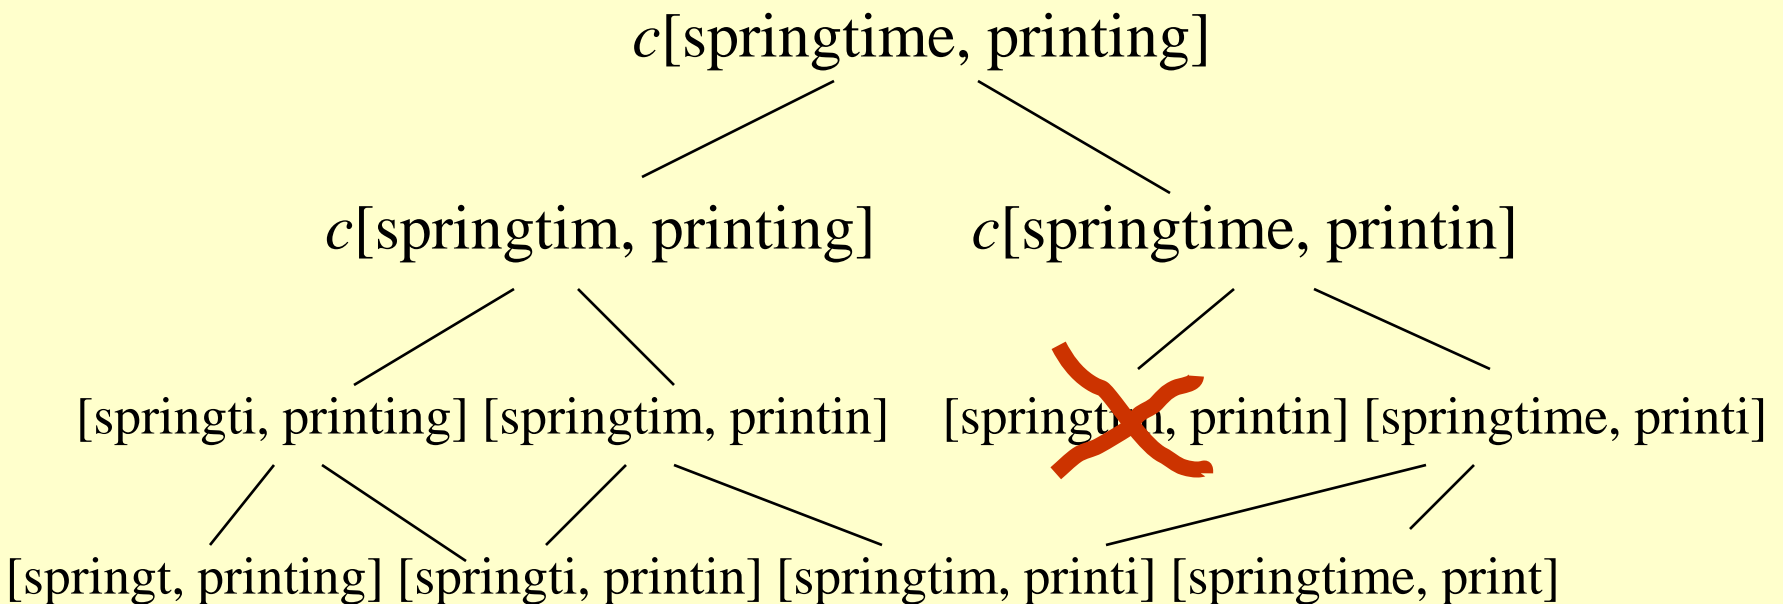 c[springtime, printing]
c[springtim, printing] c[springtime, printin]
[springti, printing] [springtim, printin] [springtim, printin] [springtime, printi]
[springt, printing] [springti, printin] [springtim, printi] [springtime, print]